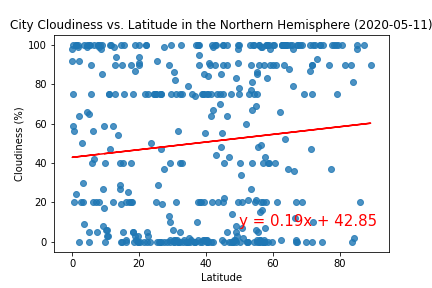 City Cloudiness vs. Latitude in the Northern Hemisphere (2020-05-11)
100
80
60
40
20
0
Cloudiness (%)
y = 0.19x + 42.85
0 20 40 60 80
Latitude